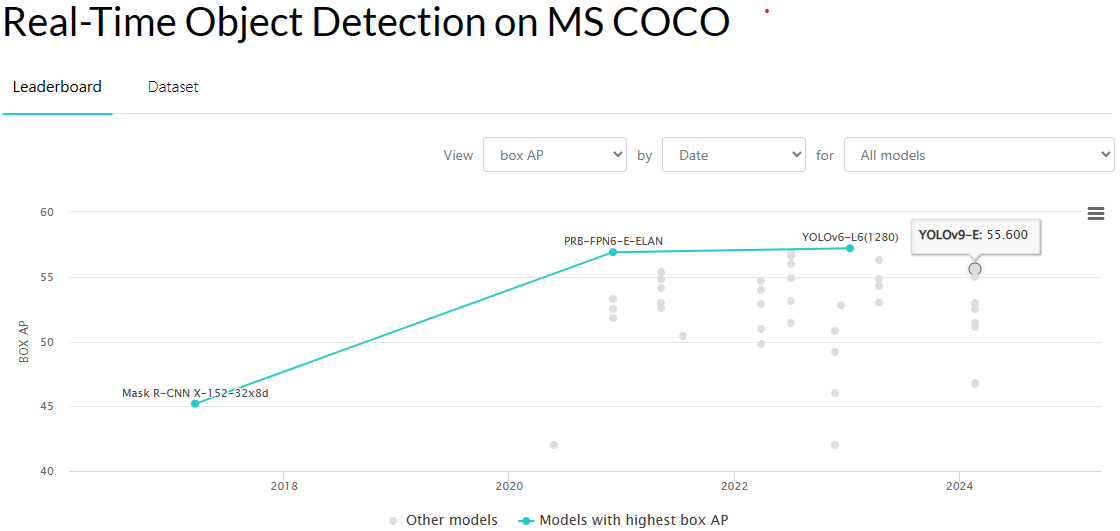 Real-Time Object Detection on MS COCO
Leaderboard Dataset
View box AP by Date for All models
60
PRB-FPN6-E-ELAN YOLOv6-L6(1280) YOLOv9-E: 55.600
55
50
BOX AP
Mask R-CNN X-152-32x8d
45
40
2018 2020 2022 2024
Other models Models with highest box AP